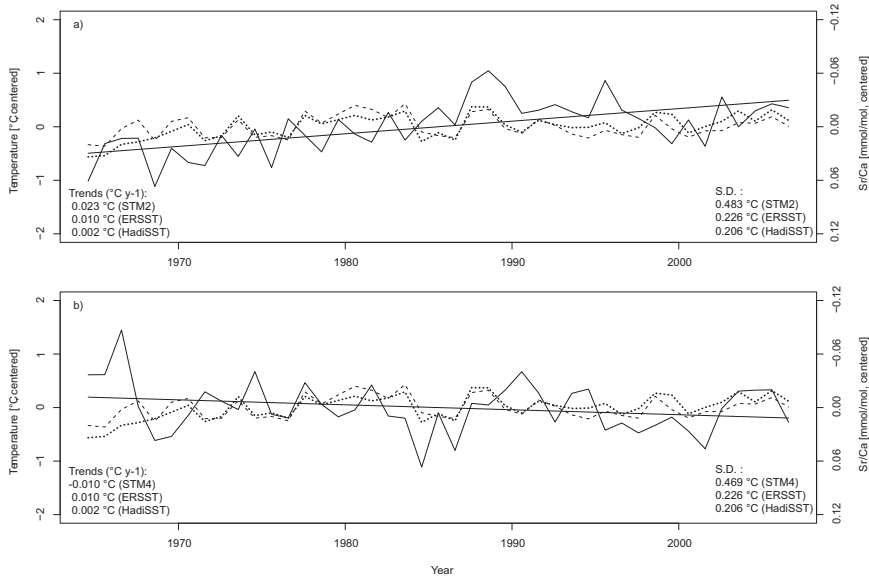 a)
2
1
0
−1
−2
Temperature [°C centered]
-0.12
-0.06
0.00
0.06
0.12
Sr/Ca [mmol/mol, centered]
Trends (°C y-1):
0.023 °C (STM2)
0.010 °C (ERSST)
0.002 °C (HadiSST)
S.D. :
0.483 °C (STM2)
0.226 °C (ERSST)
0.206 °C (HadiSST)
1970
1980
1990
2000
b)
2
1
0
−1
−2
Temperature [°C centered]
-0.12
-0.06
0.00
0.06
0.12
Sr/Ca [mmol/mol, centered]
Trends (°C y-1):
-0.010 °C (STM4)
0.010 °C (ERSST)
0.002 °C (HadiSST)
S.D. :
0.469 °C (STM4)
0.226 °C (ERSST)
0.206 °C (HadiSST)
1970
1980
1990
2000
Year